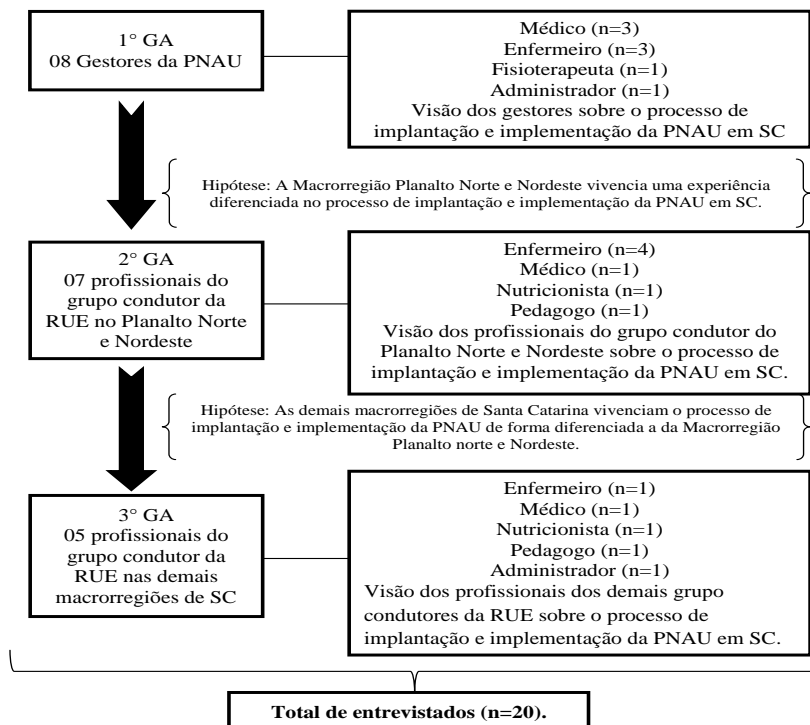 1° GA
08 Gestores da PNAU
Médico (n=3)
Enfermeiro (n=3)
Fisioterapeuta (n=1)
Administrador (n=1)
Visão dos gestores sobre o processo de
implantação e implementação da PNAU em SC
Hipótese: A Macrorregião Planalto Norte e Nordeste vivencia uma experiência
diferenciada no processo de implantação e implementação da PNAU em SC.
2° GA
07 profissionais do
grupo condutor da
RUE no Planalto Norte
e Nordeste
Enfermeiro (n=4)
Médico (n=1)
Nutricionista (n=1)
Pedagogo (n=1)
Visão dos profissionais do grupo condutor do
Planalto Norte e Nordeste sobre o processo de
implantação e implementação da PNAU em SC.
Hipótese: As demais macrorregiões de Santa Catarina vivenciam o processo de
implantação e implementação da PNAU de forma diferenciada a da Macrorregião
Planalto norte e Nordeste.
3° GA
05 profissionais do
grupo condutor da
RUE nas demais
macrorregiões de SC
Enfermeiro (n=1)
Médico (n=1)
Nutricionista (n=1)
Pedagogo (n=1)
Administrador (n=1)
Visão dos profissionais dos demais grupo
condutores da RUE sobre o processo de
implantação e implementação da PNAU em SC.
Total de entrevistados (n=20).